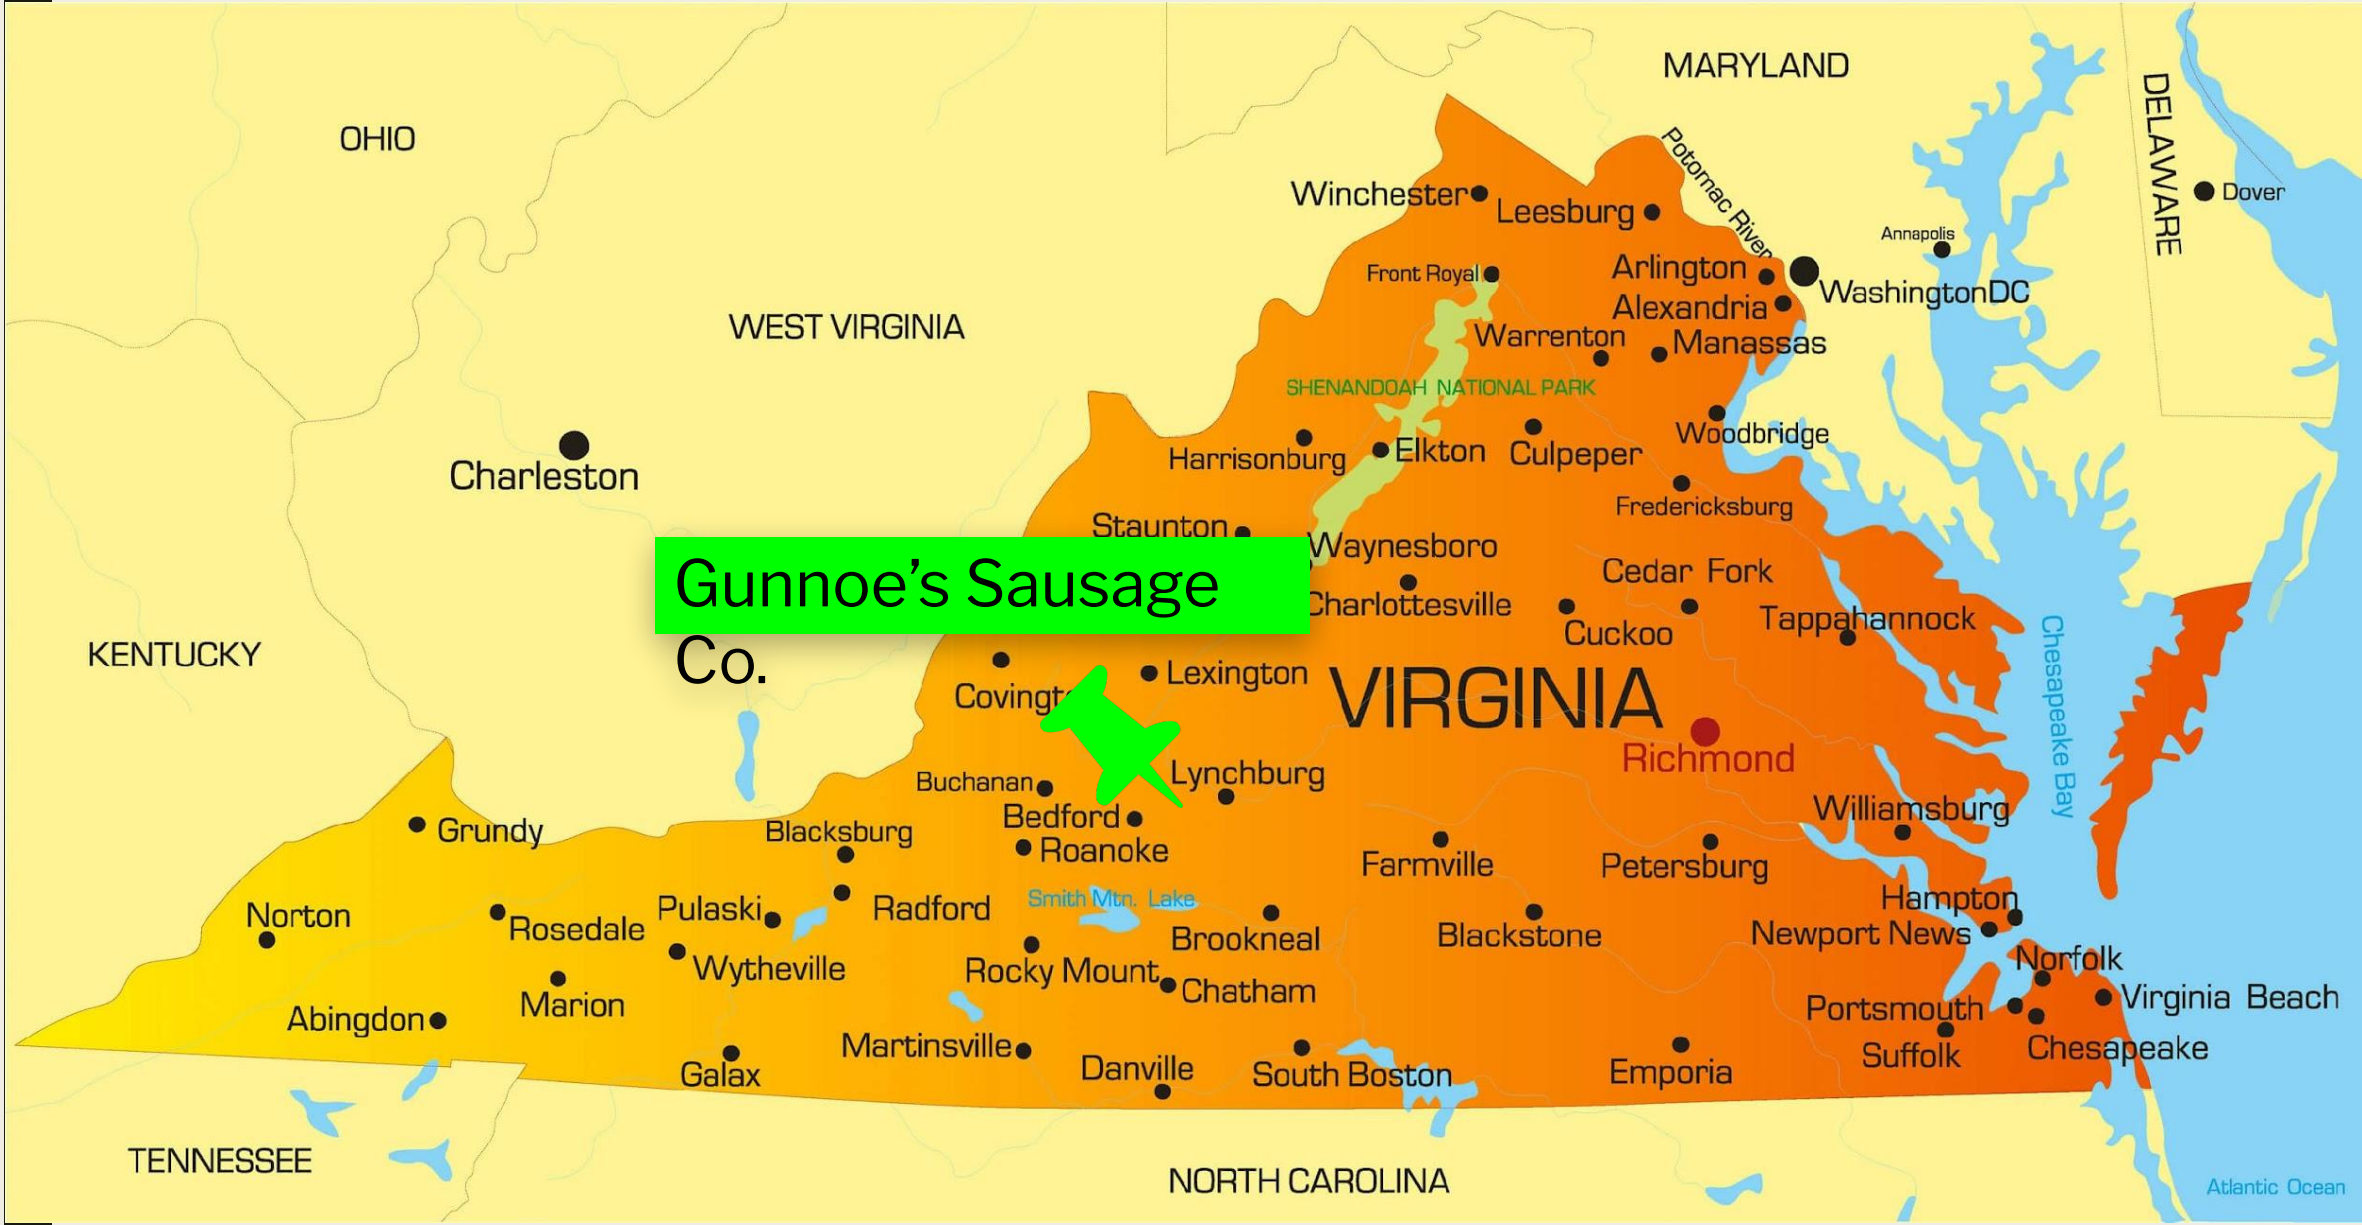 MARYLAND
DELAWARE
OHIO
Potomac River
Winchester
Leesburg
Dover
Annapolis
Front Royal
Arlington
WashingtonDC
Alexandria
WEST VIRGINIA
Warrenton
Manassas
SHENANDOAH NATIONAL PARK
Woodbridge
Harrisonburg
Elkton
Culpeper
Charleston
Fredericksburg
Staunton
Waynesboro
Gunnoe’s Sausage
Co.
Cedar Fork
Charlottesville
Tappahannock
Cuckoo
KENTUCKY
Chesapeake Bay
Lexington
Covingt
VIRGINIA
Richmond
Lynchburg
Buchanan
Bedford
Williamsburg
Grundy
Blacksburg
Roanoke
Farmville
Petersburg
Smith Mtn. Lake
Hampton
Norton
Rosedale
Pulaski
Radford
Brookneal
Blackstone
Newport News
Norfolk
Wytheville
Rocky Mount
Chatham
Virginia Beach
Marion
Portsmouth
Abingdon
Martinsville
Suffolk
Chesapeake
Galax
Danville
South Boston
Emporia
TENNESSEE
NORTH CAROLINA
Atlantic Ocean